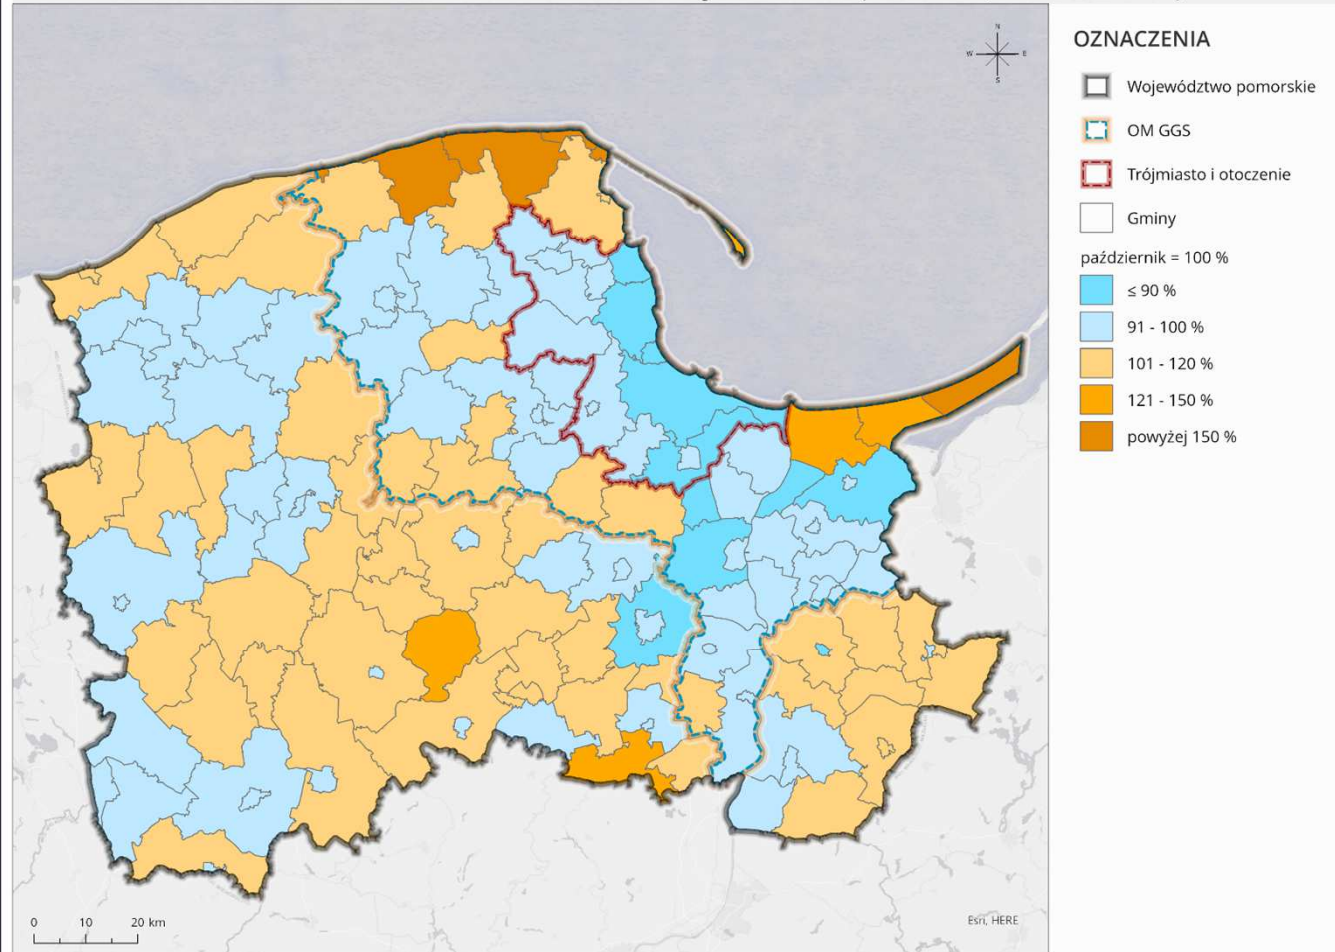 N
W E
S
OZNACZENIA
Województwo pomorskie
OM GGS
Trójmiasto i otoczenie
Gminy
październik = 100 %
≤ 90 %
91 - 100 %
101 - 120 %
121 - 150 %
powyżej 150 %
0 10 20 km
Esri, HERE